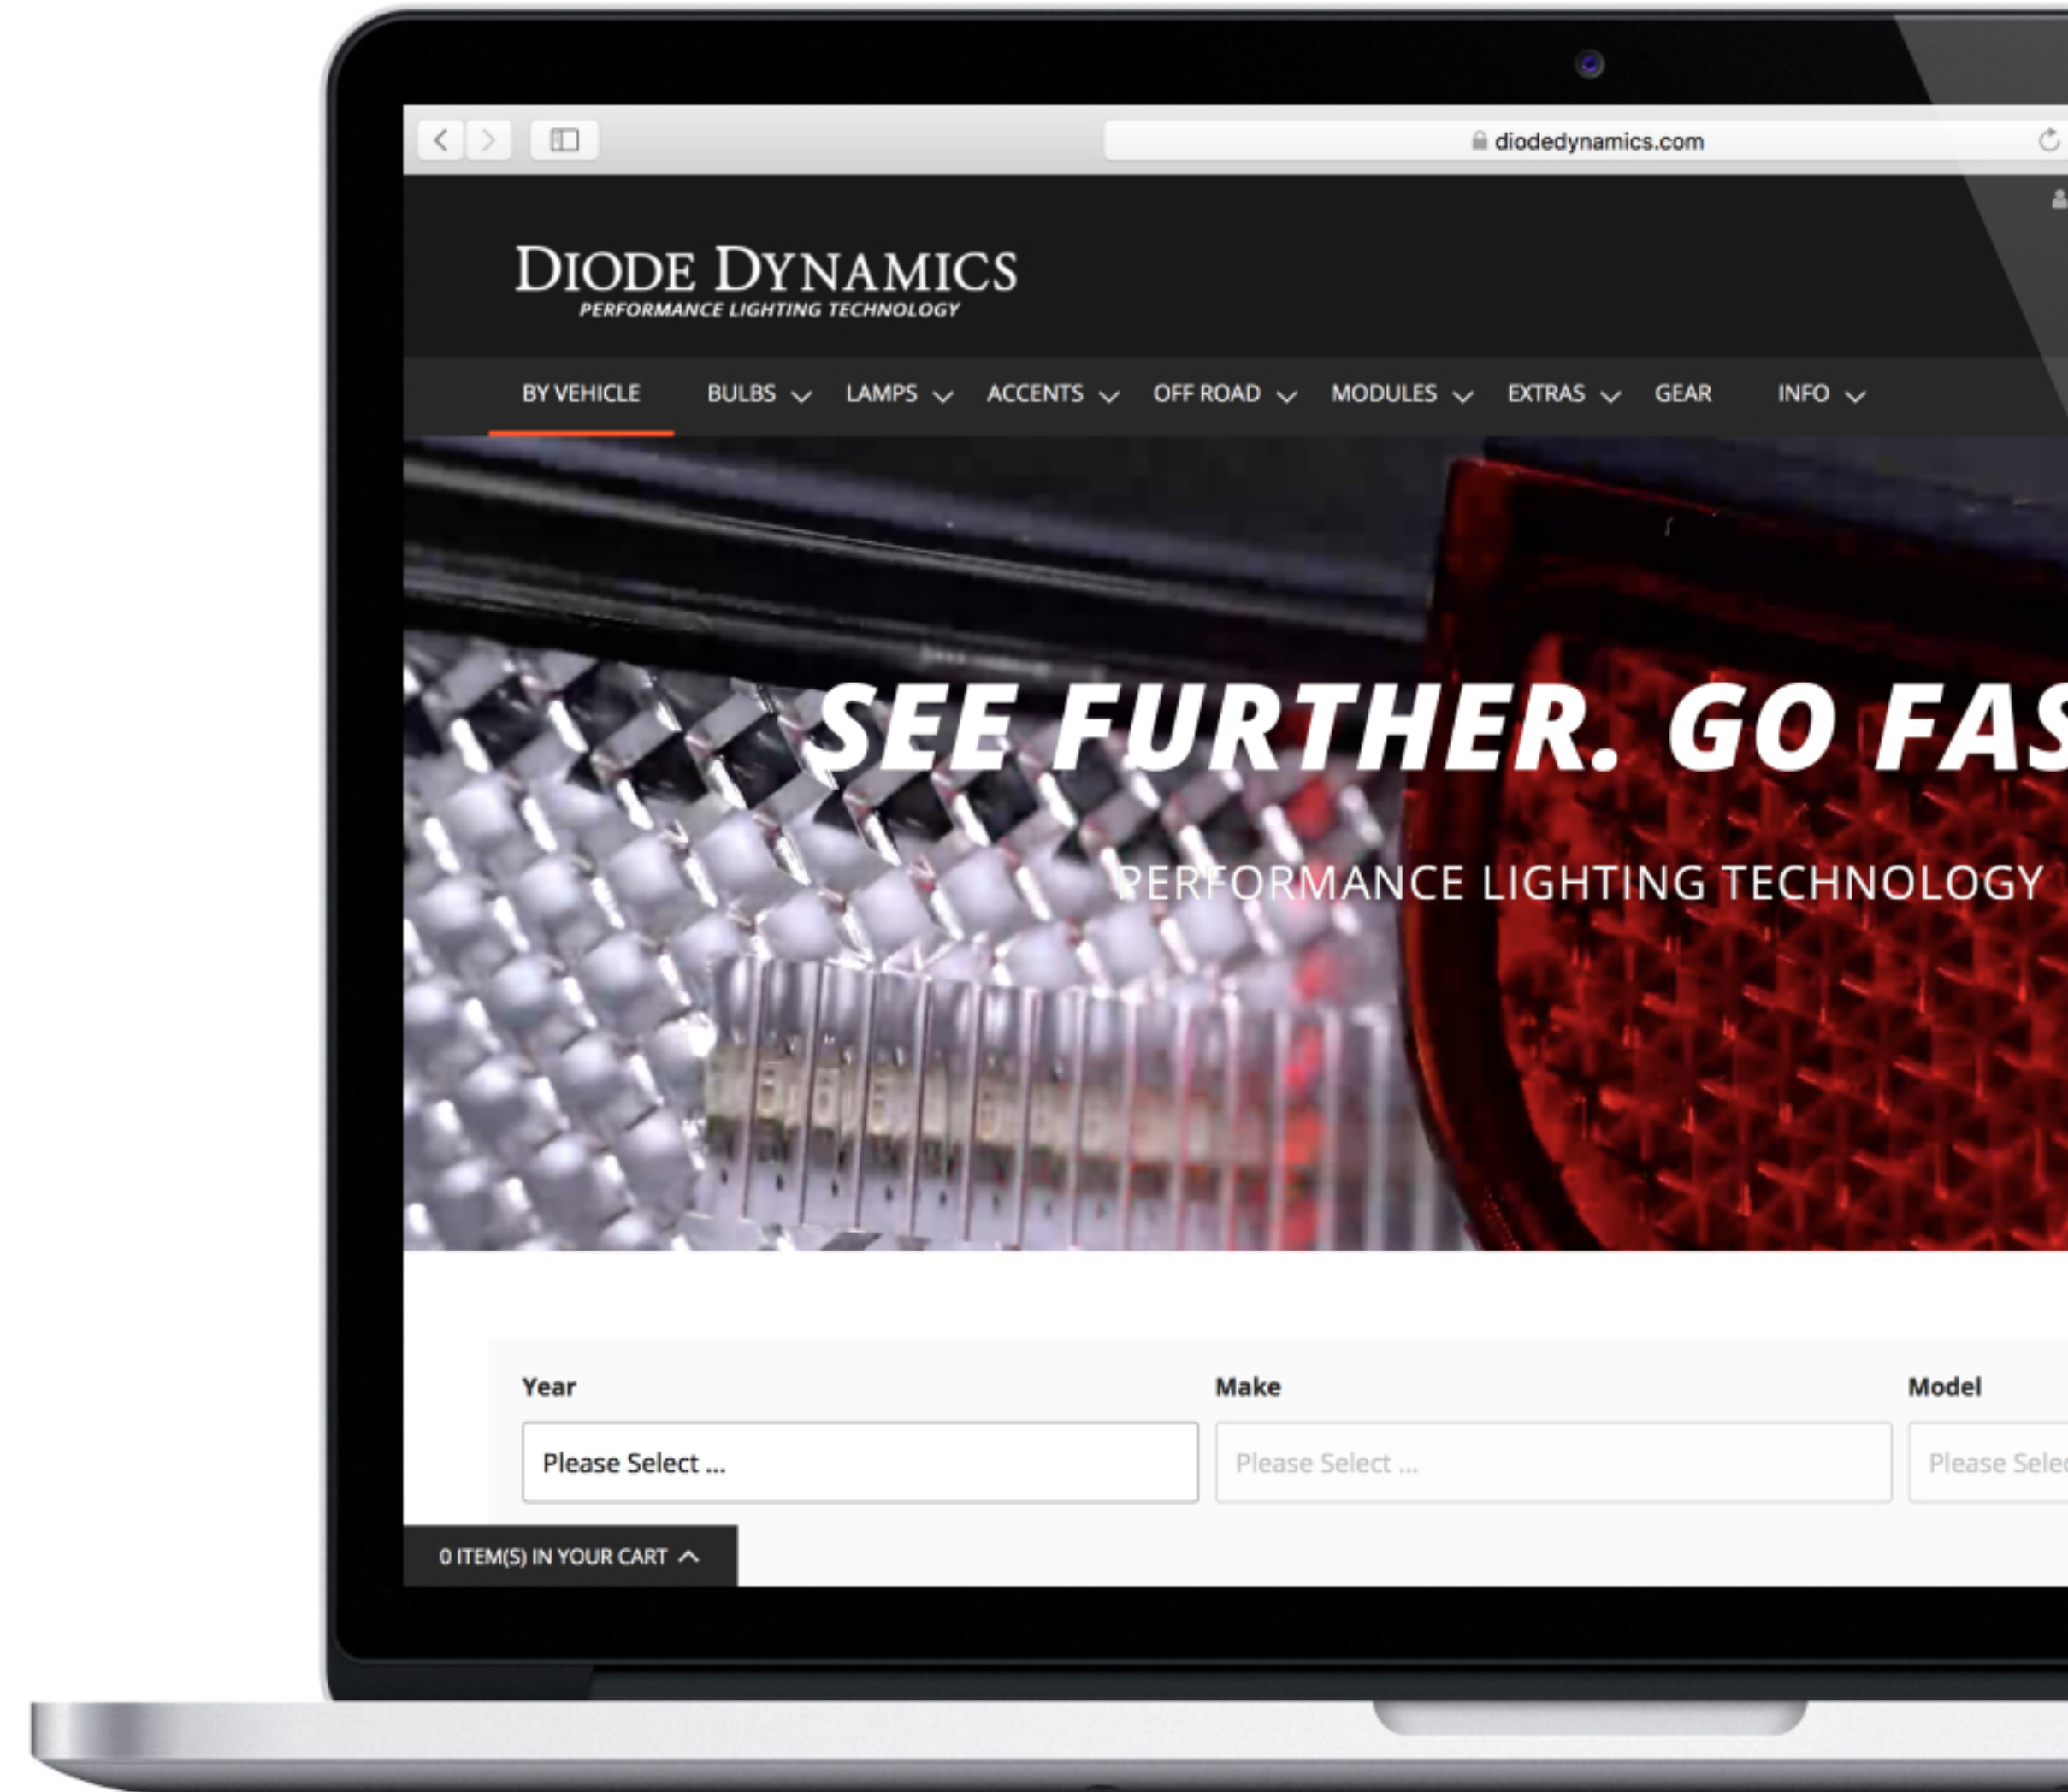 diodedynamics.com
DIODE DYNAMICS
PERFORMANCE LIGHTING TECHNOLOGY
BY VEHICLE BULBS LAMPS ACCENTS OFF ROAD MODULES EXTRAS GEAR INFO
SEE FURTHER. GO FAS
PERFORMANCE LIGHTING TECHNOLOGY
Year Make Model
Please Select ... Please Select ... Please Selec
0 ITEM(S) IN YOUR CART